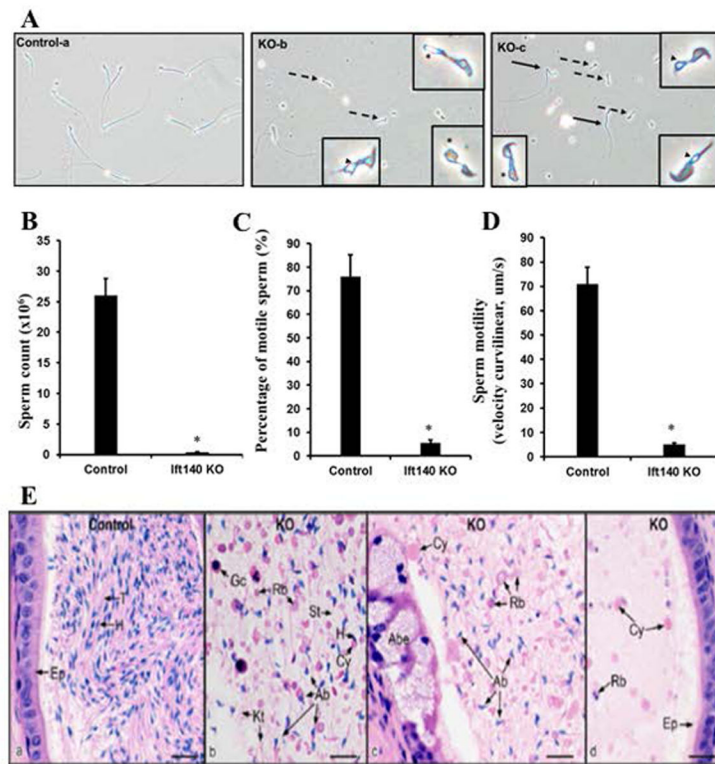 A
Control-a
KO-b
KO-c
B
Sperm count (x10⁶)
35
30
25
20
15
10
5
0
*
Control
Ift140 KO
C
Percentage of motile sperm (%)
90
80
70
60
50
40
30
20
10
0
*
Control
Ift140 KO
D
Sperm motility
(velocity curvilinear, um/s)
90
80
70
60
50
40
30
20
10
0
*
Control
Ift140 KO
E
Control
T
H
Ep
a
KO
Gc
Rb
St
H
Cy
Ab
Kt
b
KO
Cy
Rb
Abe
Ab
c
KO
Cy
Rb
Ep
d